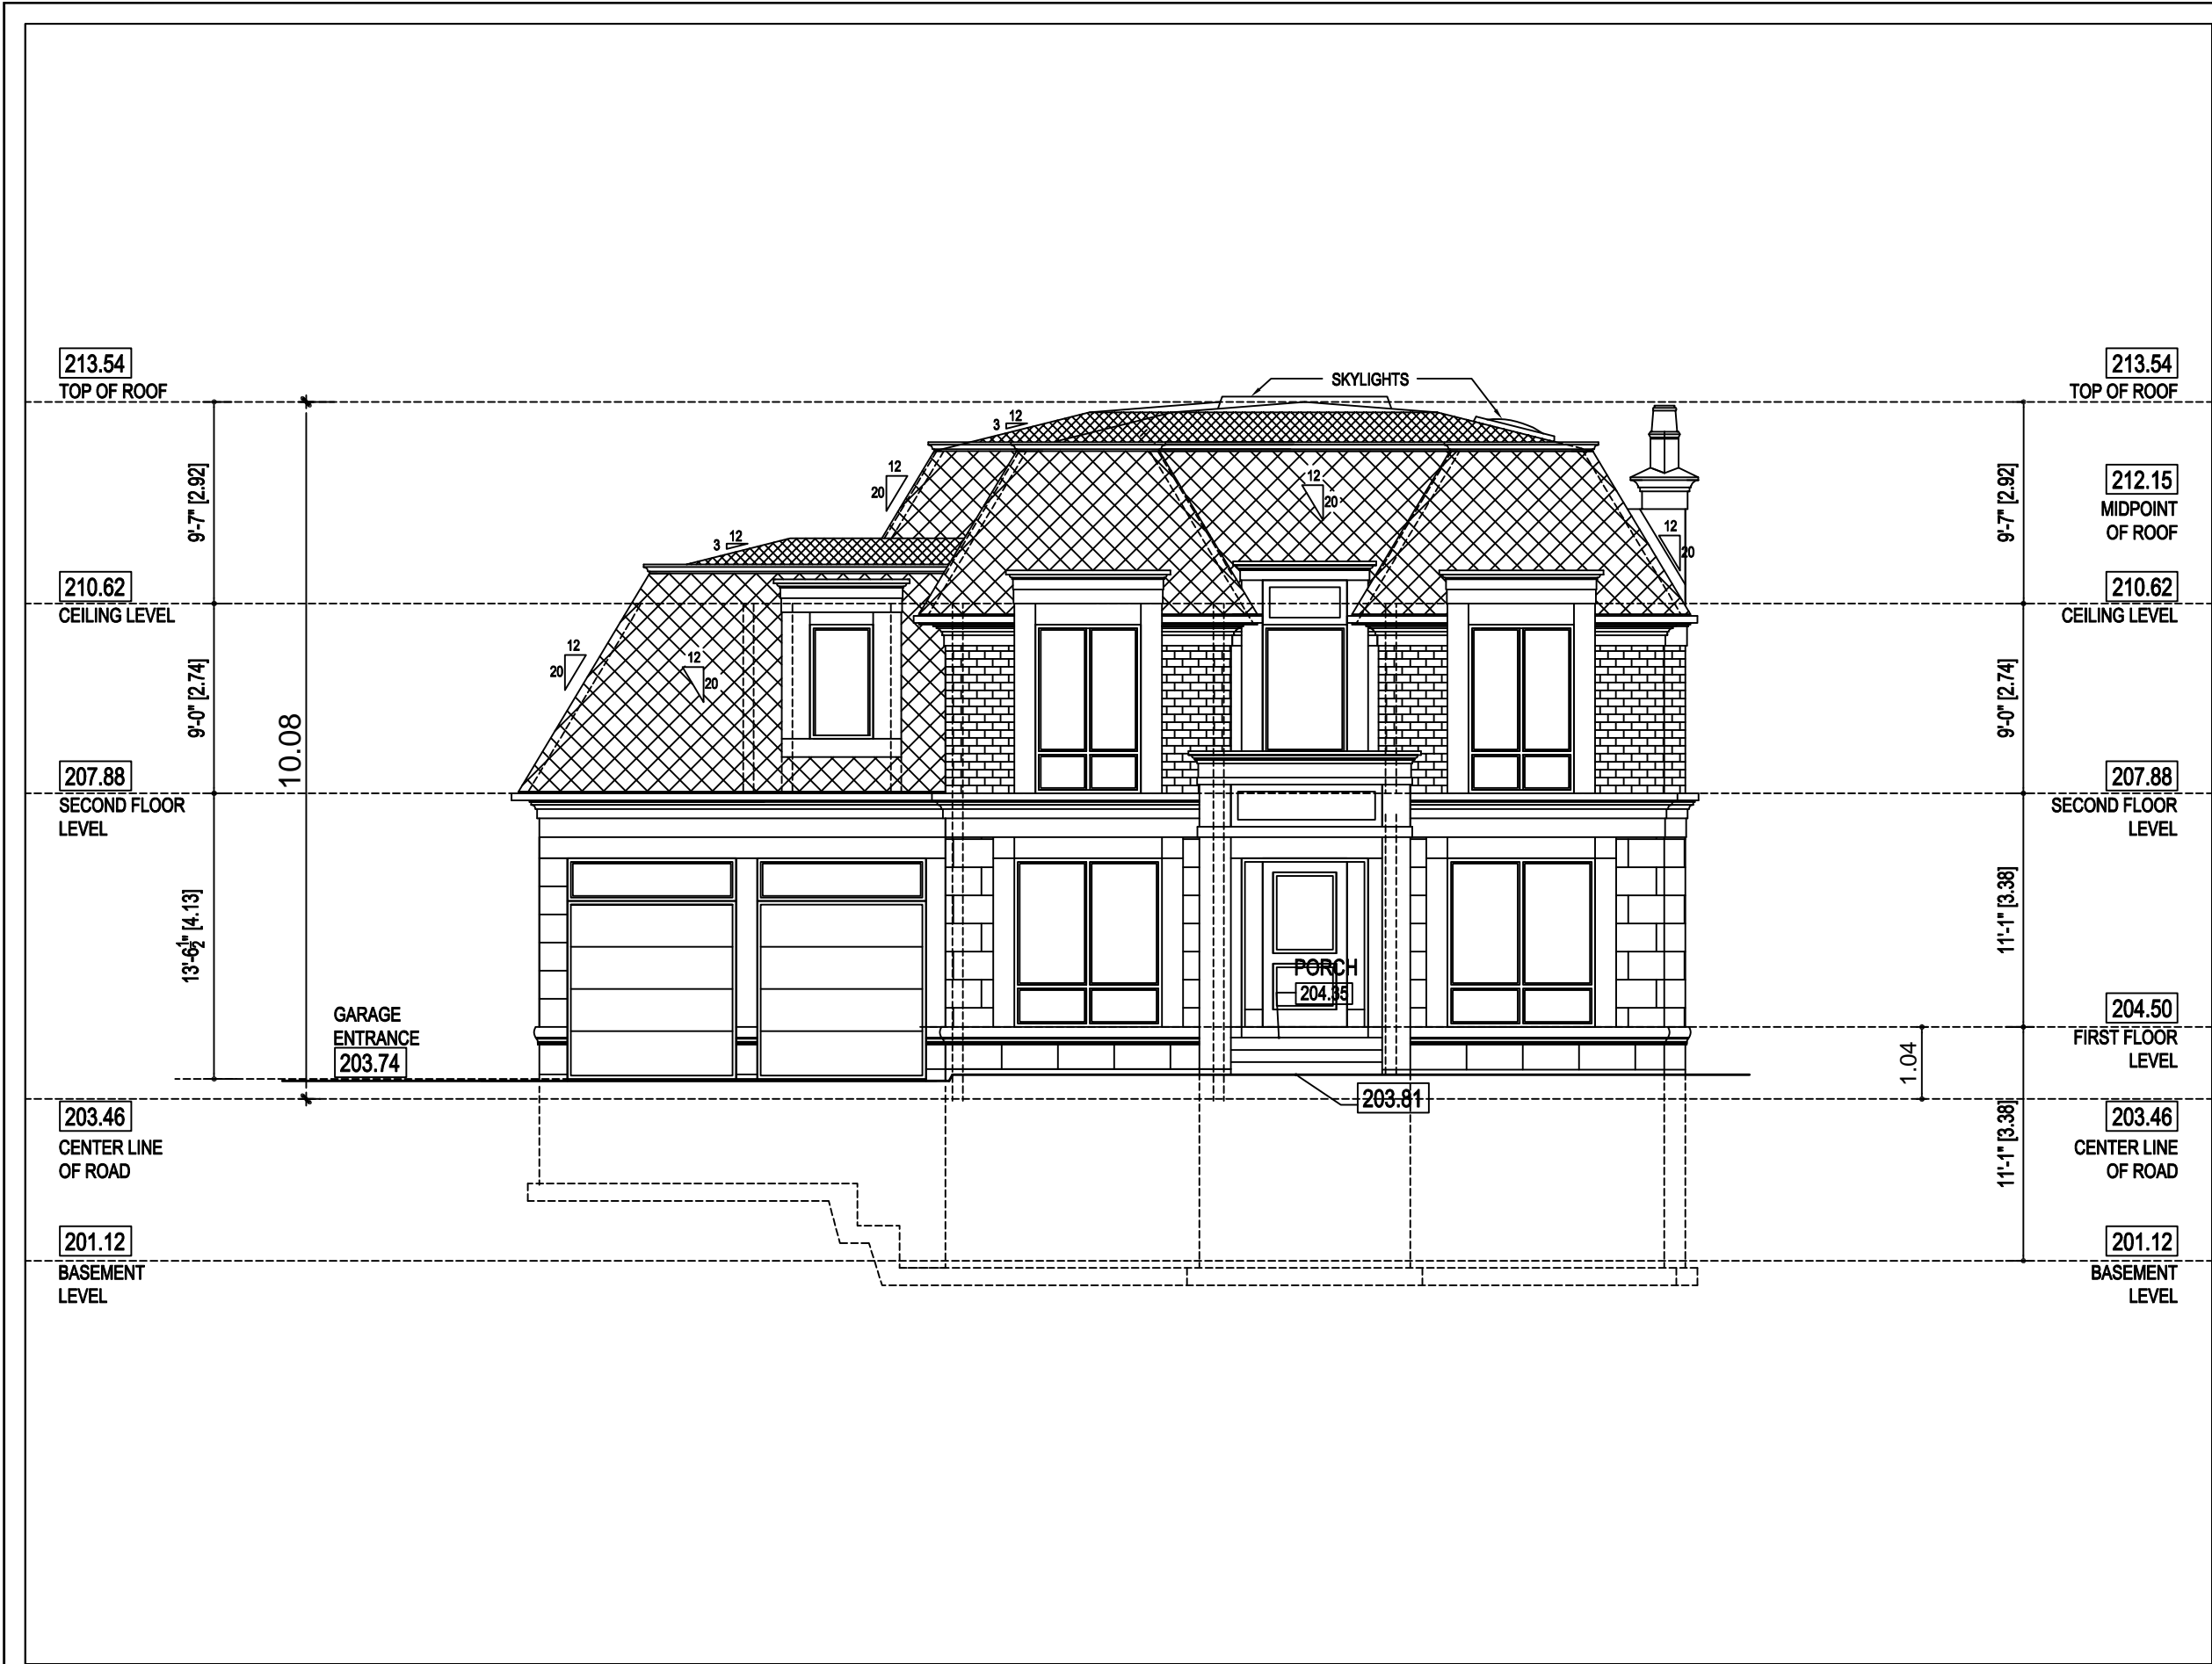 213.54
TOP OF ROOF
SKYLIGHTS
213.54
TOP OF ROOF
12
3
9'-7" [2.92]
12
20
12
20
9'-7" [2.92]
212.15
MIDPOINT
OF ROOF
12
3
12
20
210.62
CEILING LEVEL
210.62
CEILING LEVEL
9'-0" [2.74]
12
20
12
20
9'-0" [2.74]
10.08
207.88
SECOND FLOOR
LEVEL
207.88
SECOND FLOOR
LEVEL
13'-6 1/2" [4.13]
11'-1" [3.38]
PORCH
204.35
GARAGE
ENTRANCE
203.74
204.50
FIRST FLOOR
LEVEL
1.04
203.81
203.46
CENTER LINE
OF ROAD
11'-1" [3.38]
203.46
CENTER LINE
OF ROAD
201.12
BASEMENT
LEVEL
201.12
BASEMENT
LEVEL